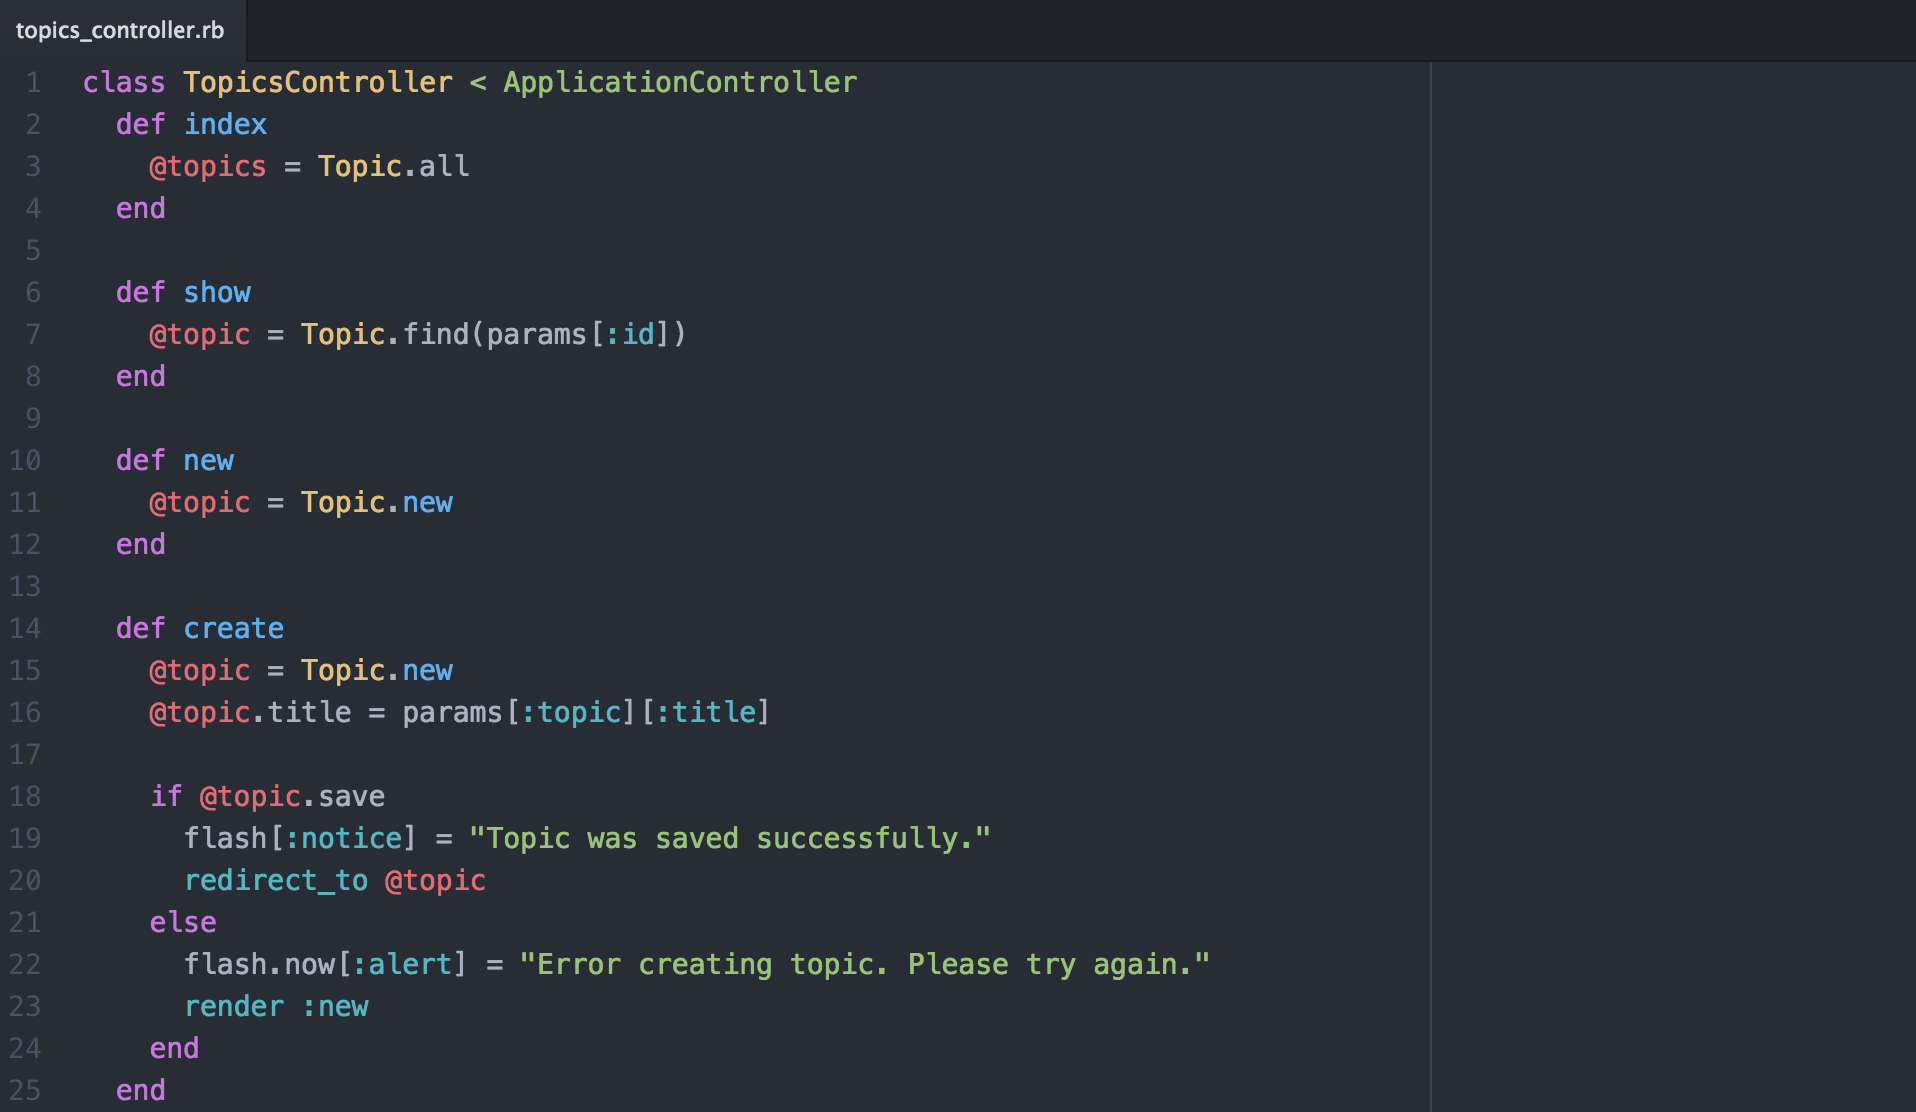 topics_controller.rb
1 class TopicsController < ApplicationController
2   def index
3     @topics = Topic.all
4   end
5
6   def show
7     @topic = Topic.find(params[:id])
8   end
9
10   def new
11     @topic = Topic.new
12   end
13
14   def create
15     @topic = Topic.new
16     @topic.title = params[:topic][:title]
17
18     if @topic.save
19       flash[:notice] = "Topic was saved successfully."
20       redirect_to @topic
21     else
22       flash.now[:alert] = "Error creating topic. Please try again."
23       render :new
24     end
25   end